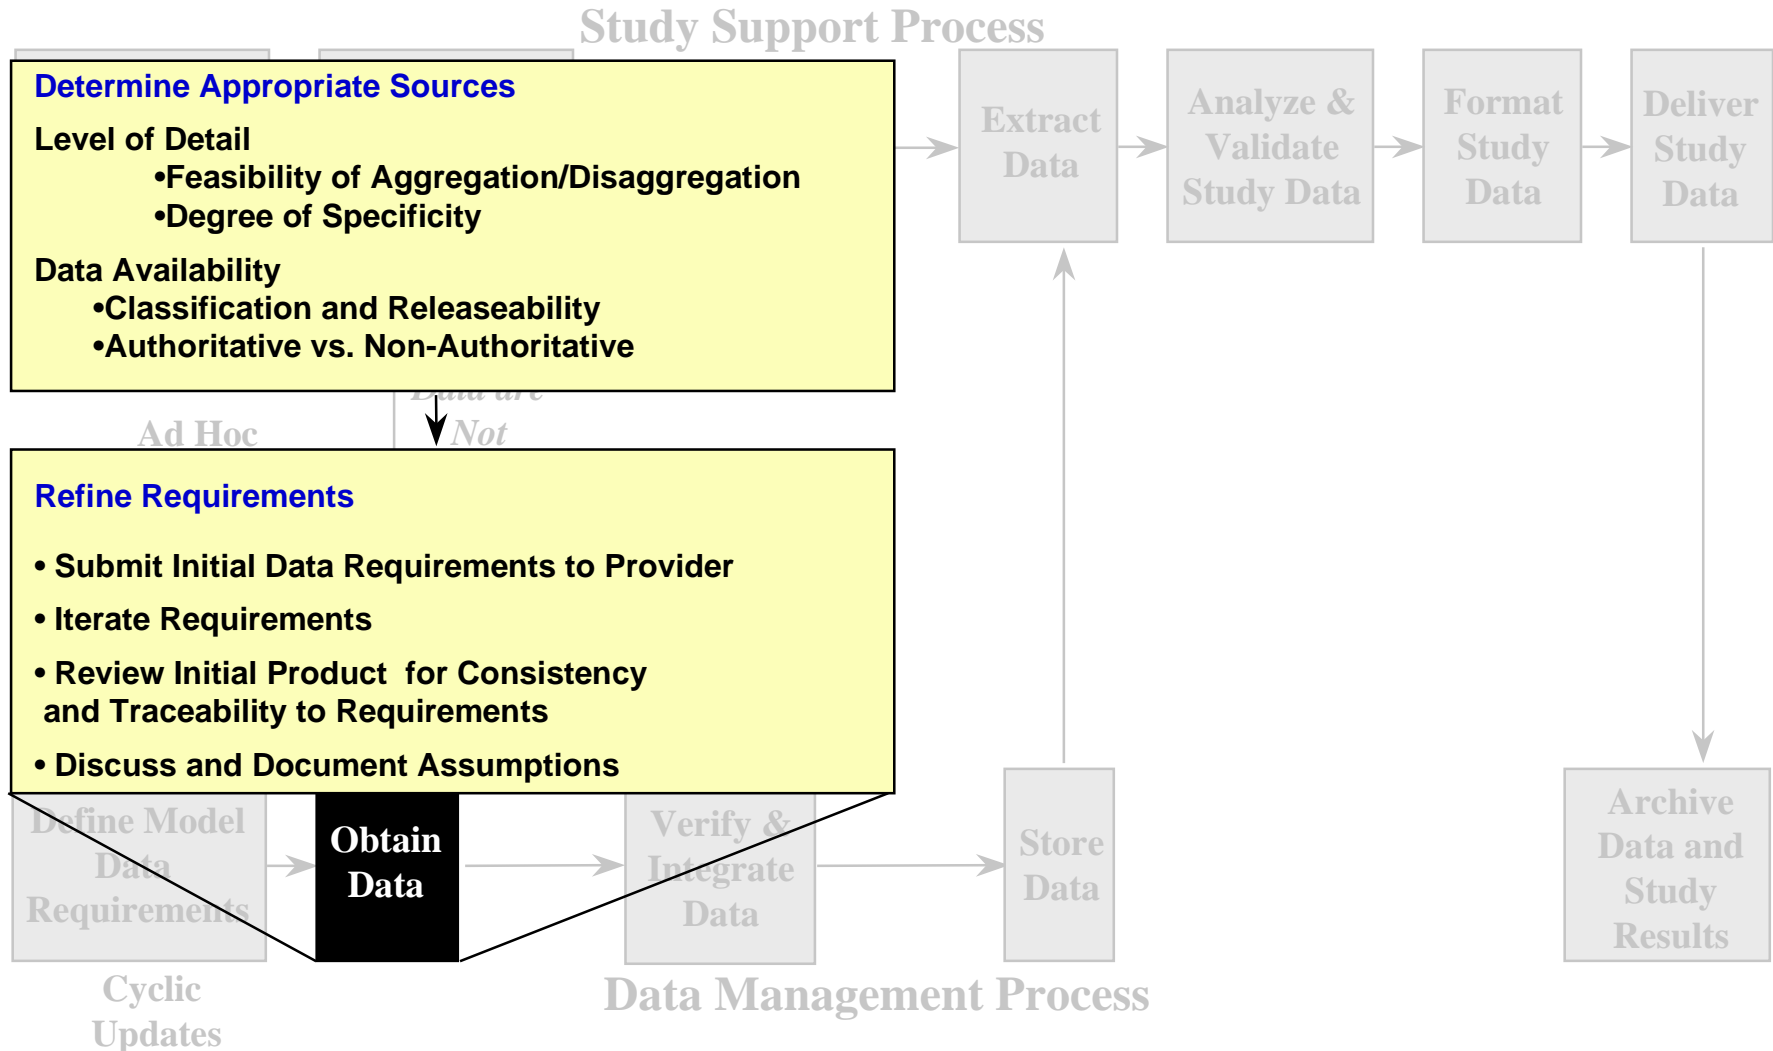 Study Support Process
Determine Appropriate Sources
Level of Detail
•Feasibility of Aggregation/Disaggregation
•Degree of Specificity
Data Availability
•Classification and Releaseability
•Authoritative vs. Non-Authoritative
Extract
Data
Analyze &
Validate
Study Data
Format
Study
Data
Deliver
Study
Data
Data are
Not
Ad Hoc
Refine Requirements
• Submit Initial Data Requirements to Provider
• Iterate Requirements
• Review Initial Product for Consistency
and Traceability to Requirements
• Discuss and Document Assumptions
Define Model
Data
Requirements
Obtain
Data
Verify &
Integrate
Data
Store
Data
Archive
Data and
Study
Results
Cyclic
Updates
Data Management Process